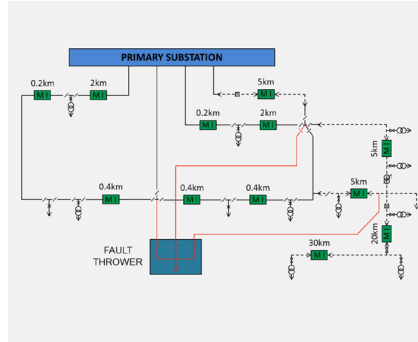 PRIMARY SUBSTATION
0.2km
2km
5km
M I
M I
M I
0.2km
2km
M I
M I
5km
M I
0.4km
0.4km
0.4km
5km
M I
M I
M I
M I
FAULT
THROWER
30km
20km
M I
M I